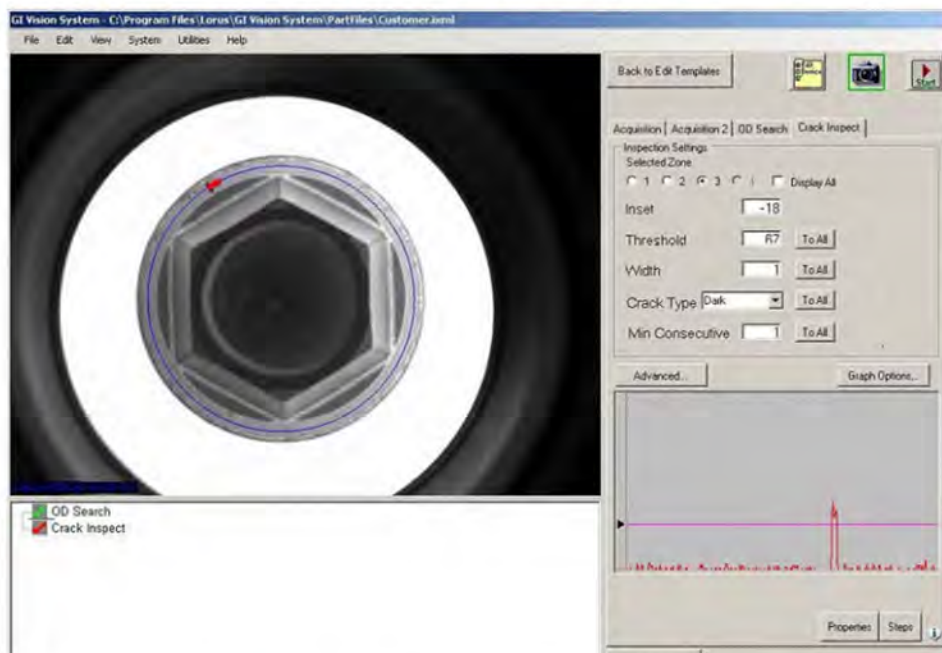 GI Vision System - C:\Program Files\Lorus\GI Vision System\PartFiles\Customer.ixml
File Edit View System Utilities Help
Back to Edit Templates
Start
Acquisition Acquisition 2 OD Search Crack Inspect
Inspection Settings
Selected Zone
1 2 3 Display All
Inset -18
Threshold 67 To All
Width 1 To All
Crack Type Dark To All
Min Consecutive 1 To All
Advanced... Graph Options...
OD Search
Crack Inspect
Properties Steps